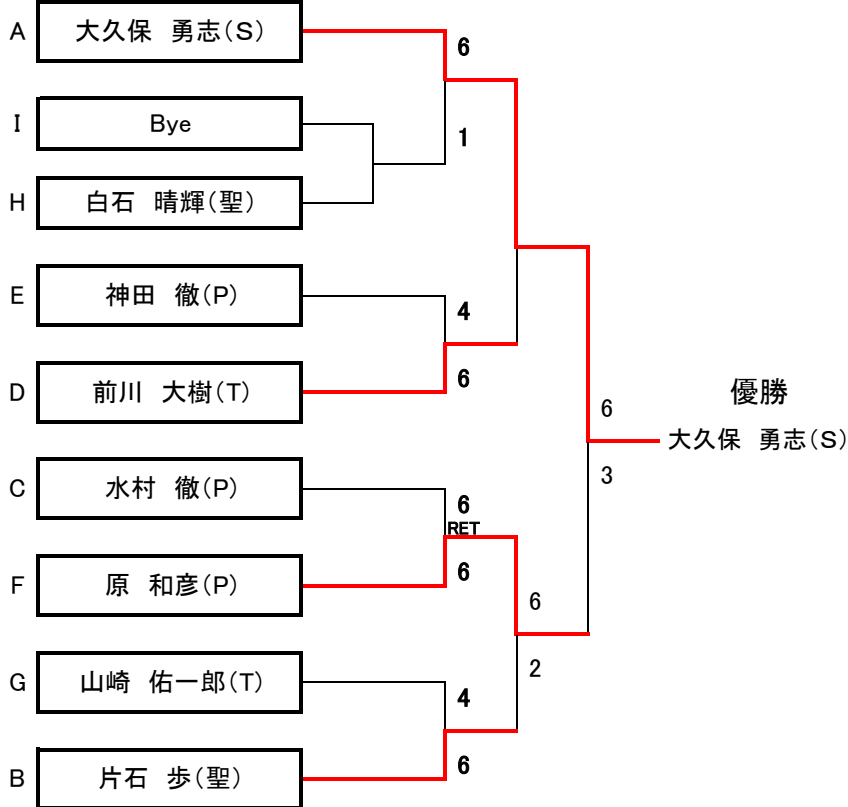 A 大久保 勇志(S)
6
I Bye
1
H 白石 晴輝(聖)
E 神田 徹(P)
4
D 前川 大樹(T)
6
優勝
6
大久保 勇志(S)
3
C 水村 徹(P)
6
RET
F 原 和彦(P)
6
6
G 山崎 佑一郎(T)
2
4
B 片石 歩(聖)
6